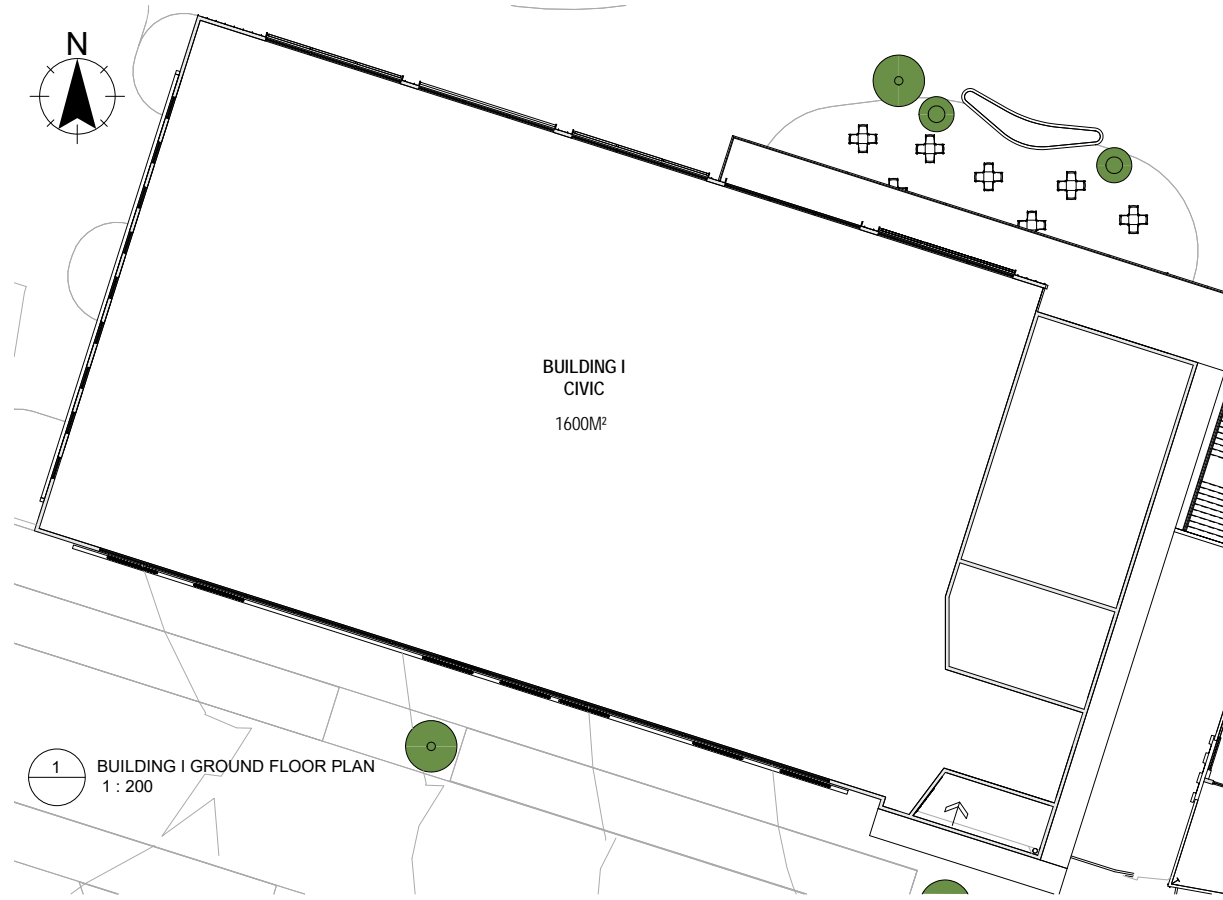 N
BUILDING I
CIVIC
1600M²
1
BUILDING I GROUND FLOOR PLAN
1 : 200